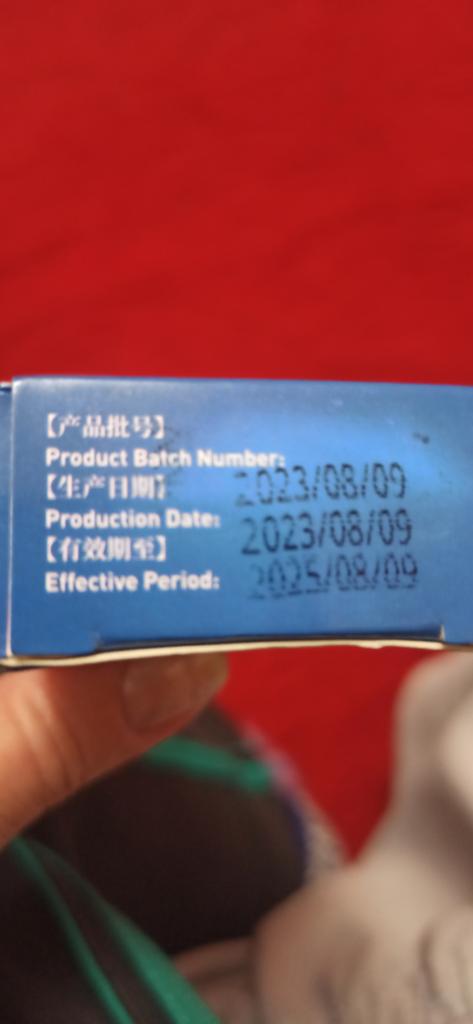 【产品批号】
Product Batch Number: 2023/08/09
【生产日期】
Production Date: 2023/08/09
【有效期至】
Effective Period: 2025/08/09